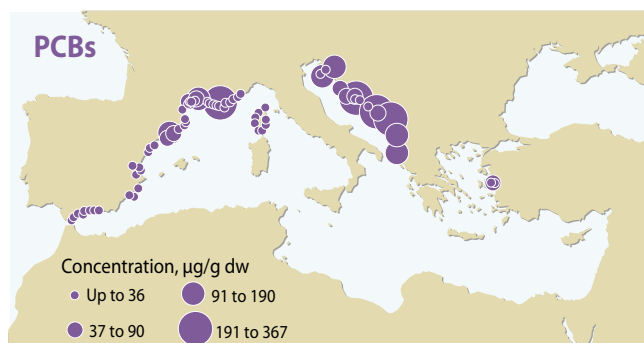 PCBs
Concentration, µg/g dw
Up to 36
91 to 190
37 to 90
191 to 367